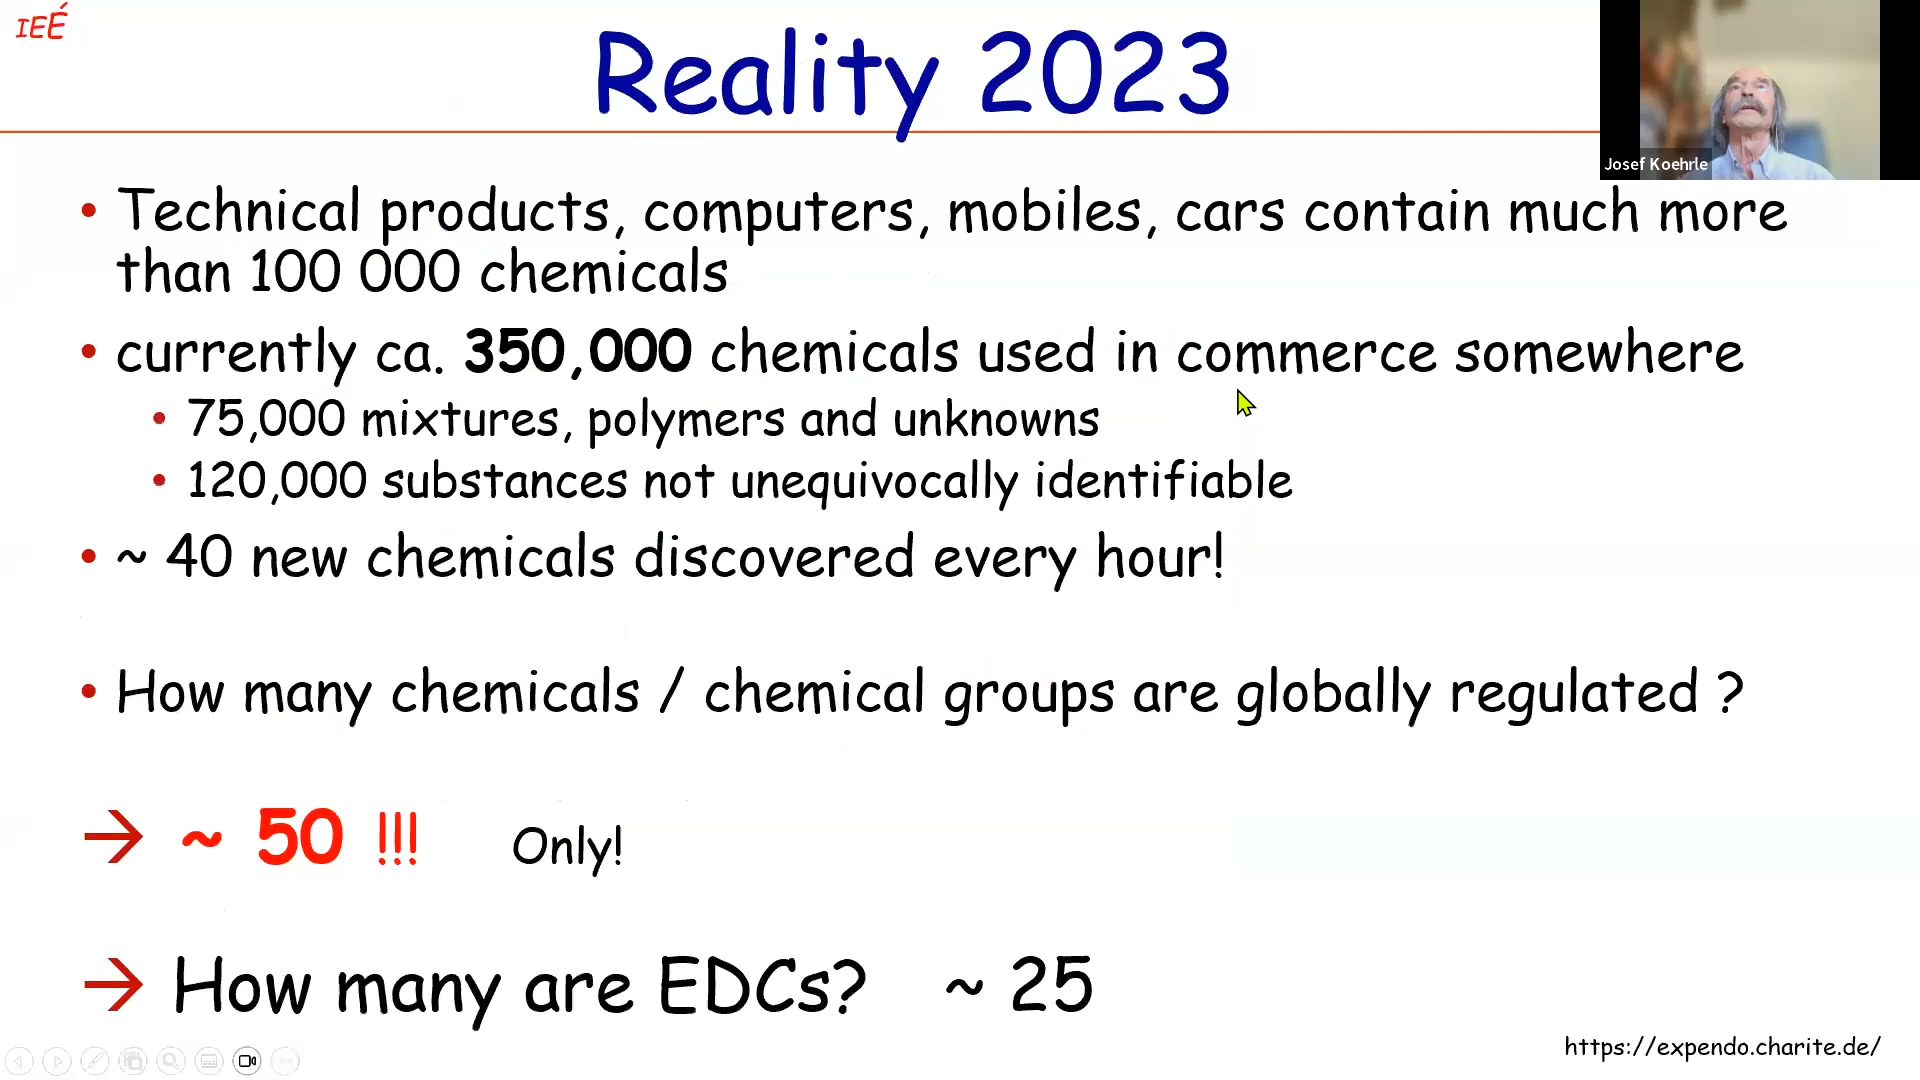 IEÉ
Reality 2023
Josef Koehrle
• Technical products, computers, mobiles, cars contain much more
than 100 000 chemicals
• currently ca. 350,000 chemicals used in commerce somewhere
• 75,000 mixtures, polymers and unknowns
• 120,000 substances not unequivocally identifiable
• ~ 40 new chemicals discovered every hour!
• How many chemicals / chemical groups are globally regulated ?
→ ~ 50 !!! Only!
→ How many are EDCs? ~ 25
https://expendo.charite.de/